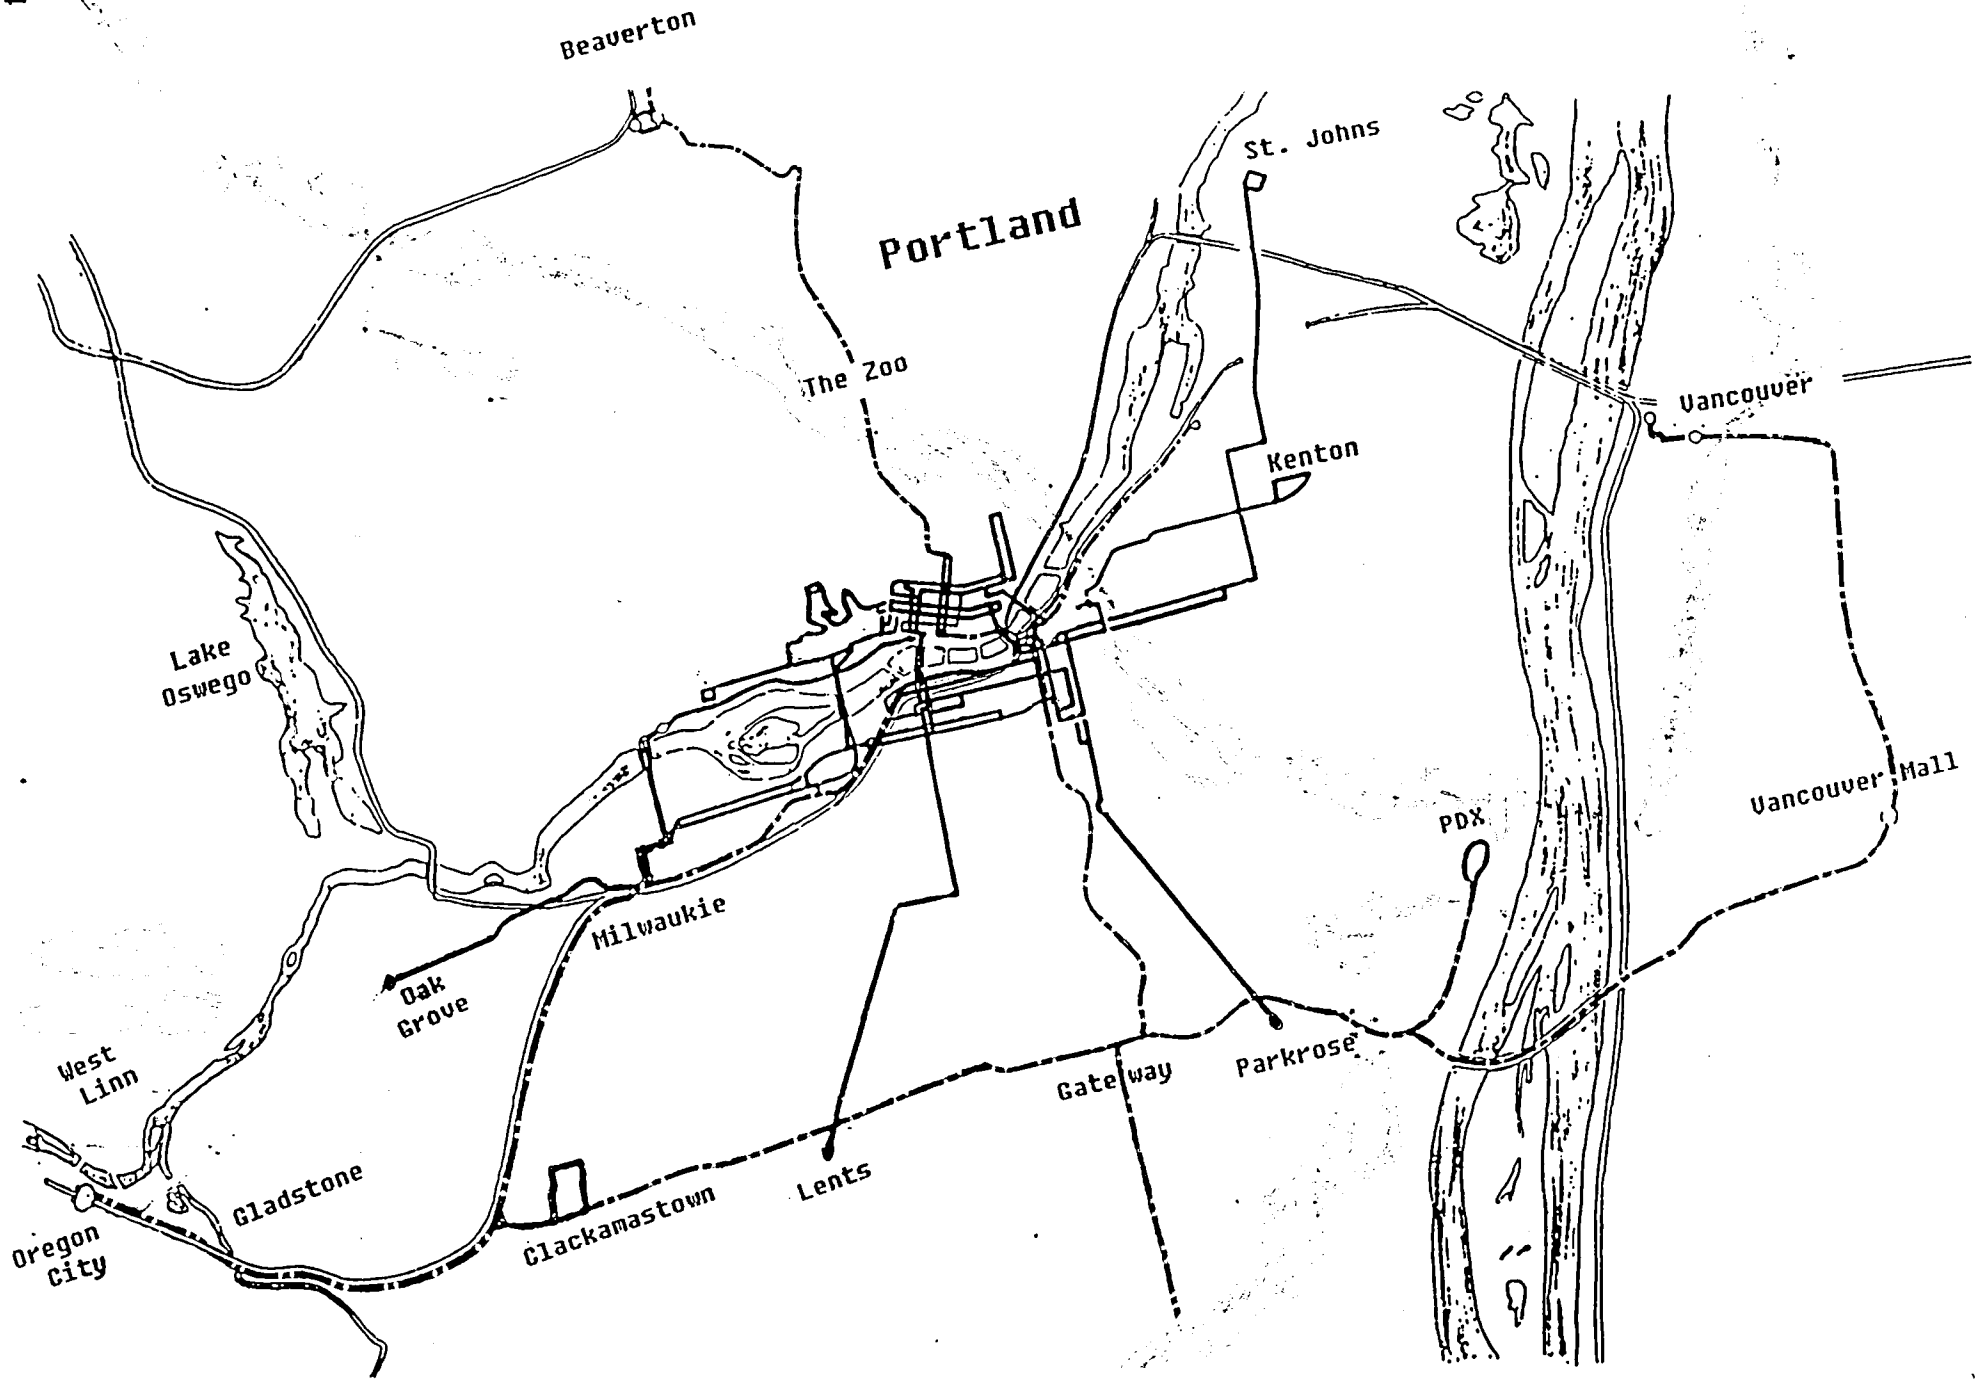 Beaverton
St. Johns
Portland
The Zoo
Vancouver
Kenton
Lake
Oswego
Vancouver Mall
PDX
Milwaukie
Oak
Grove
West
Linn
Gateway
Parkrose
Lents
Gladstone
Clackamastown
Oregon
City